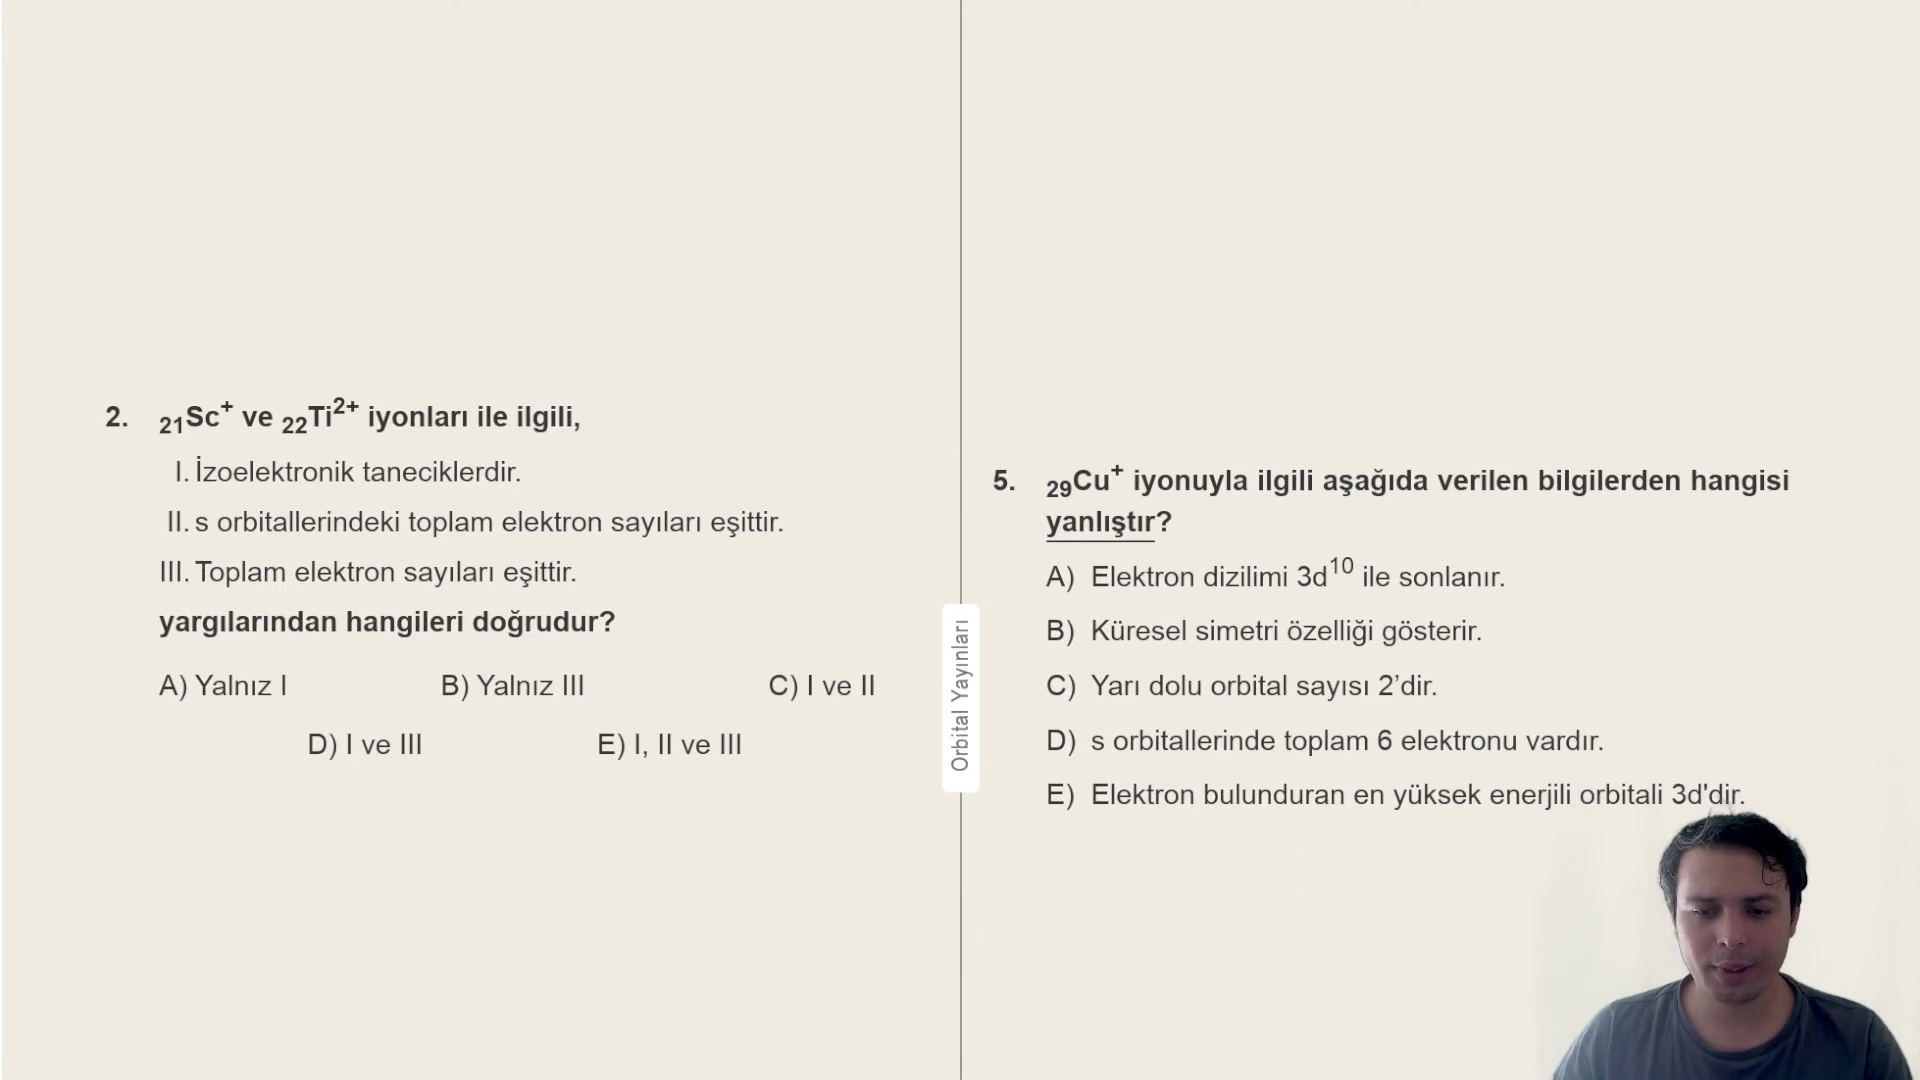 2. ₂₁Sc⁺ ve ₂₂Ti²⁺ iyonları ile ilgili,
I. İzoelektronik taneciklerdir.
II. s orbitallerindeki toplam elektron sayıları eşittir.
III. Toplam elektron sayıları eşittir.
yargılarından hangileri doğrudur?
A) Yalnız I B) Yalnız III C) I ve II
D) I ve III E) I, II ve III
Orbital Yayınları
5. ₂₉Cu⁺ iyonuyla ilgili aşağıda verilen bilgilerden hangisi
yanlıştır?
A) Elektron dizilimi 3d¹⁰ ile sonlanır.
B) Küresel simetri özelliği gösterir.
C) Yarı dolu orbital sayısı 2’dir.
D) s orbitallerinde toplam 6 elektronu vardır.
E) Elektron bulunduran en yüksek enerjili orbitali 3d'dir.